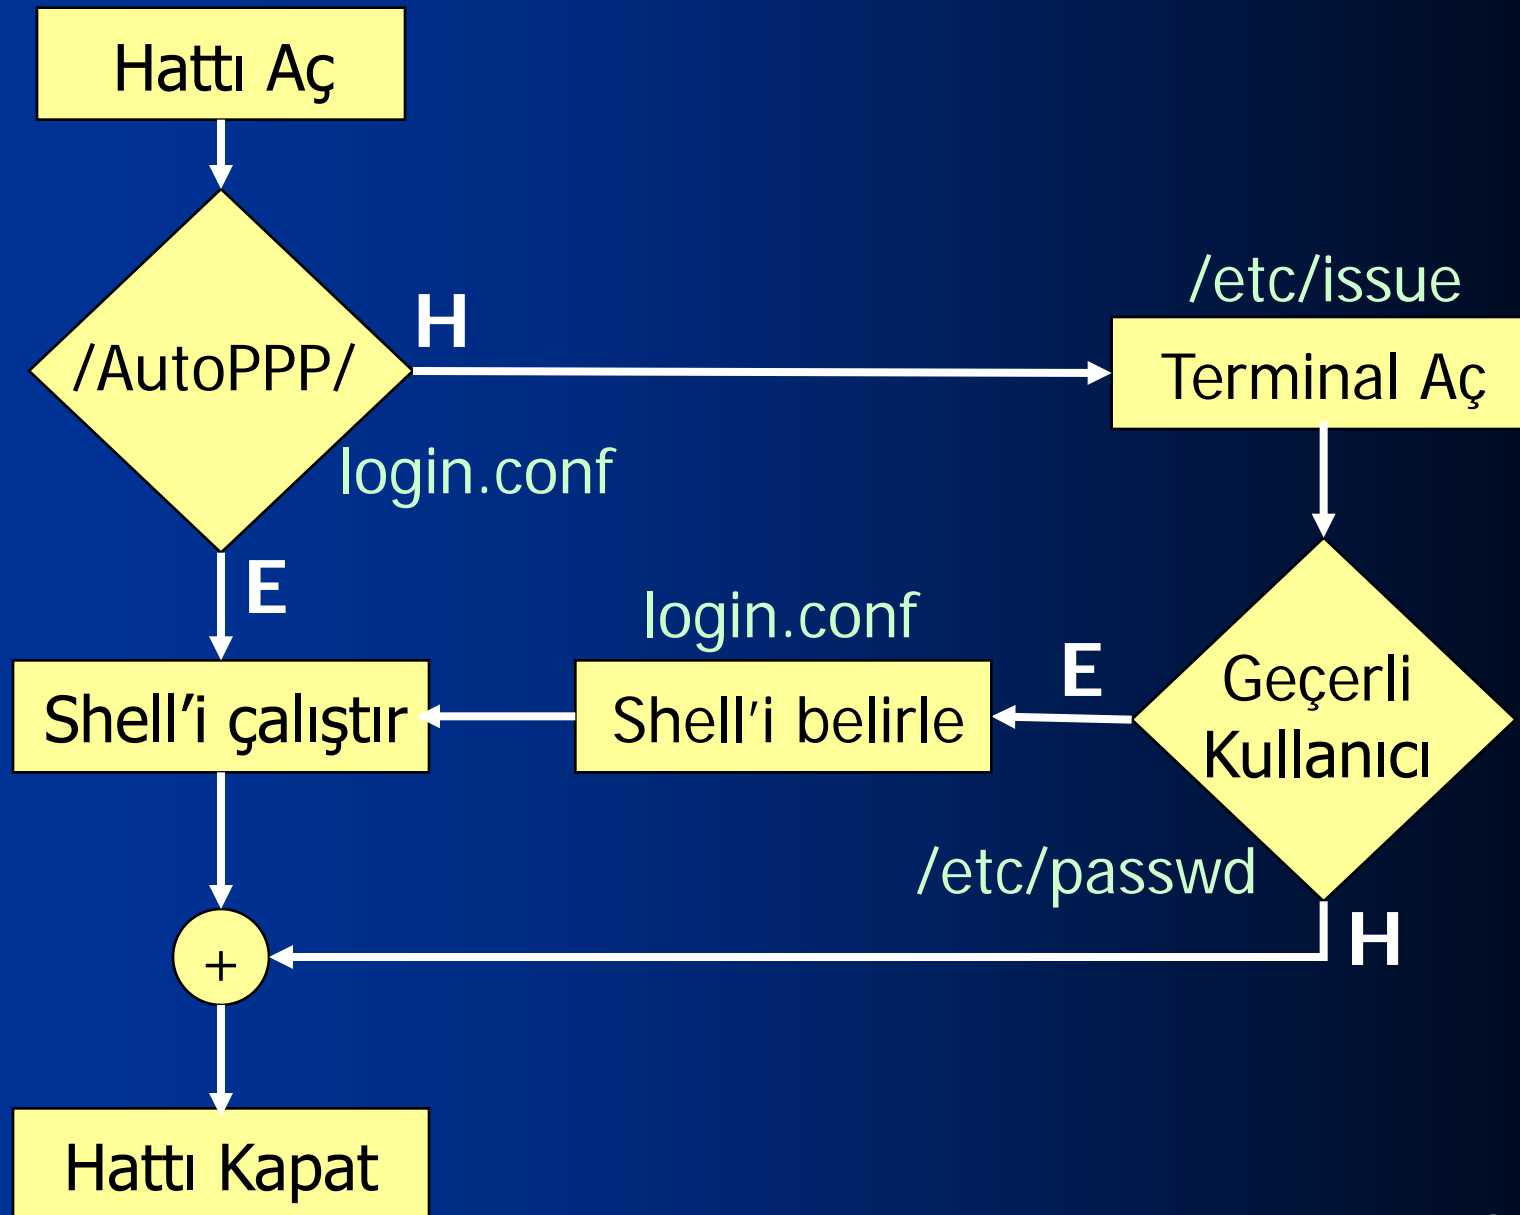 Hattı Aç
/AutoPPP/
H
login.conf
E
/etc/issue
Terminal Aç
Geçerli
Kullanıcı
E
/etc/passwd
H
login.conf
Shell'i belirle
Shell'i çalıştır
+
Hattı Kapat